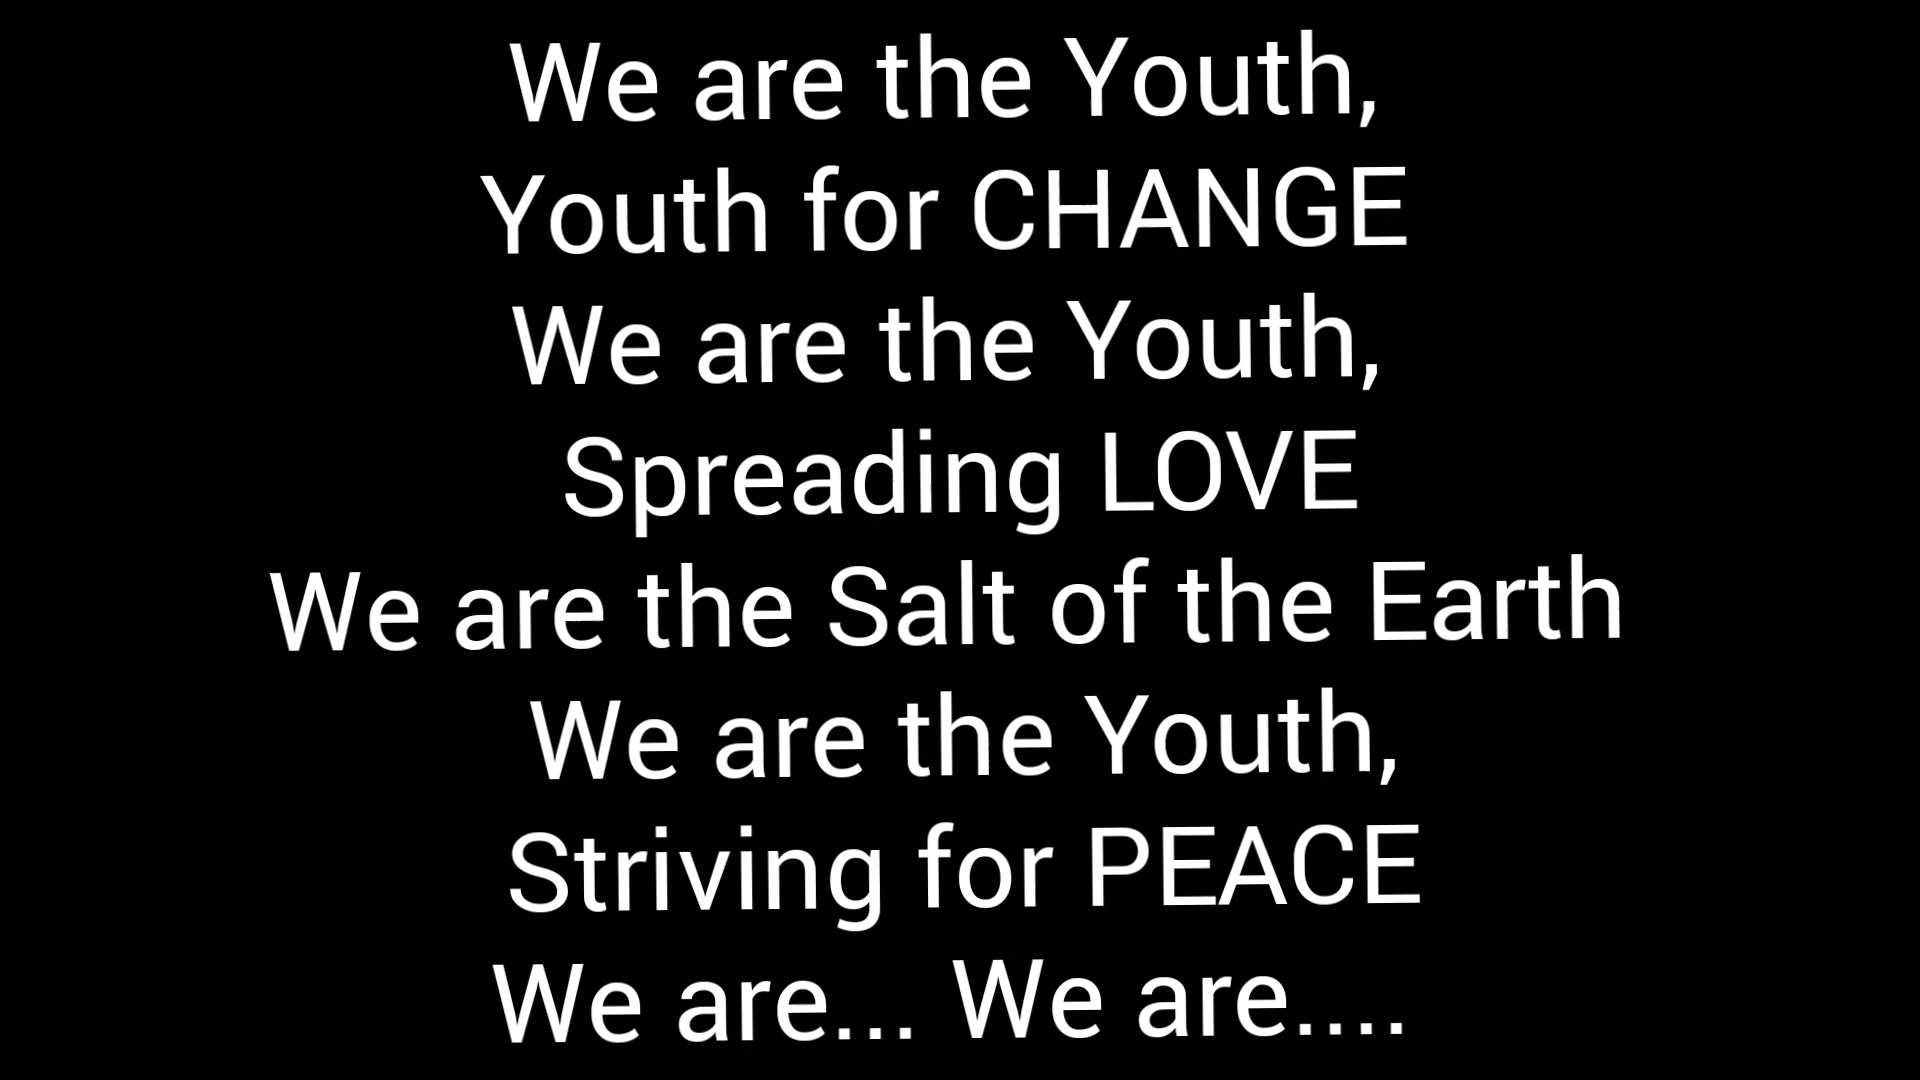 We are the Youth,
Youth for CHANGE
We are the Youth,
Spreading LOVE
We are the Salt of the Earth
We are the Youth,
Striving for PEACE
We are... We are....